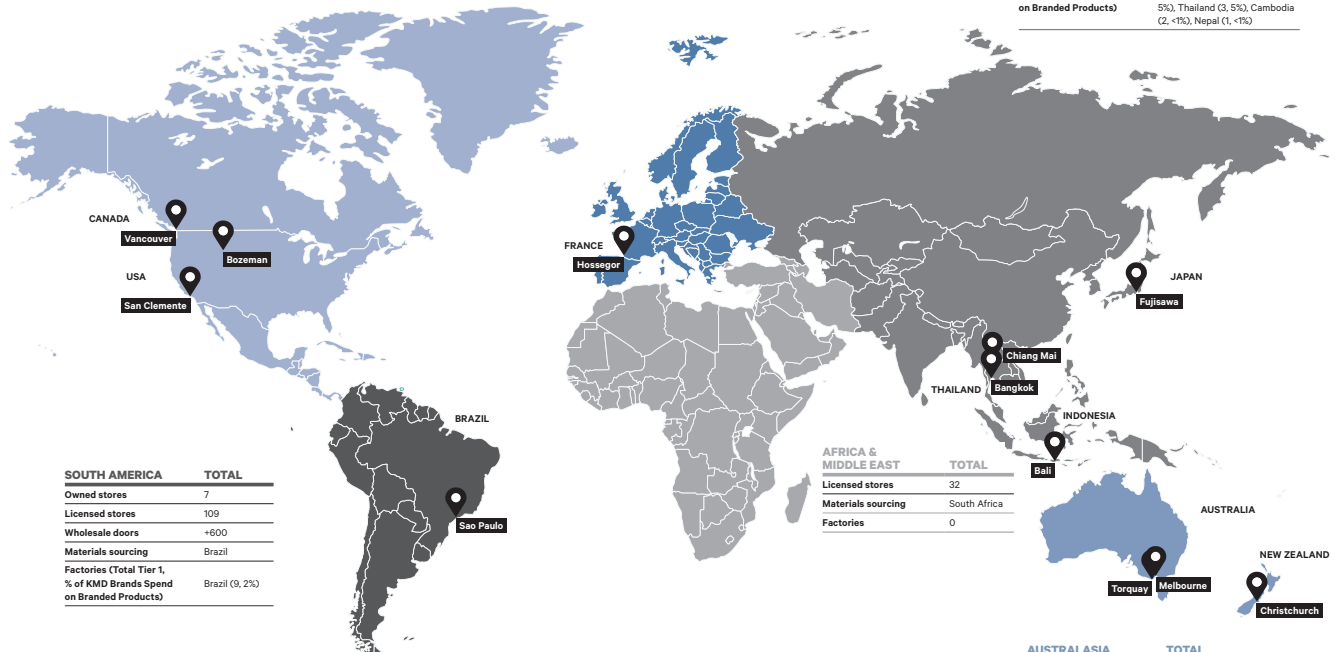 on Branded Products)
5%), Thailand (3, 5%), Cambodia
(2, <1%), Nepal (1, <1%)
CANADA
Vancouver
Bozeman
USA
San Clemente
FRANCE
Hossegor
JAPAN
Fujisawa
Chiang Mai
THAILAND
Bangkok
INDONESIA
Bali
BRAZIL
Sao Paulo
SOUTH AMERICA TOTAL
Owned stores 7
Licensed stores 109
Wholesale doors +600
Materials sourcing Brazil
Factories (Total Tier 1,
% of KMD Brands Spend Brazil (9, 2%)
on Branded Products)
AFRICA &
MIDDLE EAST TOTAL
Licensed stores 32
Materials sourcing South Africa
Factories 0
AUSTRALIA
Torquay
Melbourne
NEW ZEALAND
Christchurch
AUSTRALASIA TOTAL